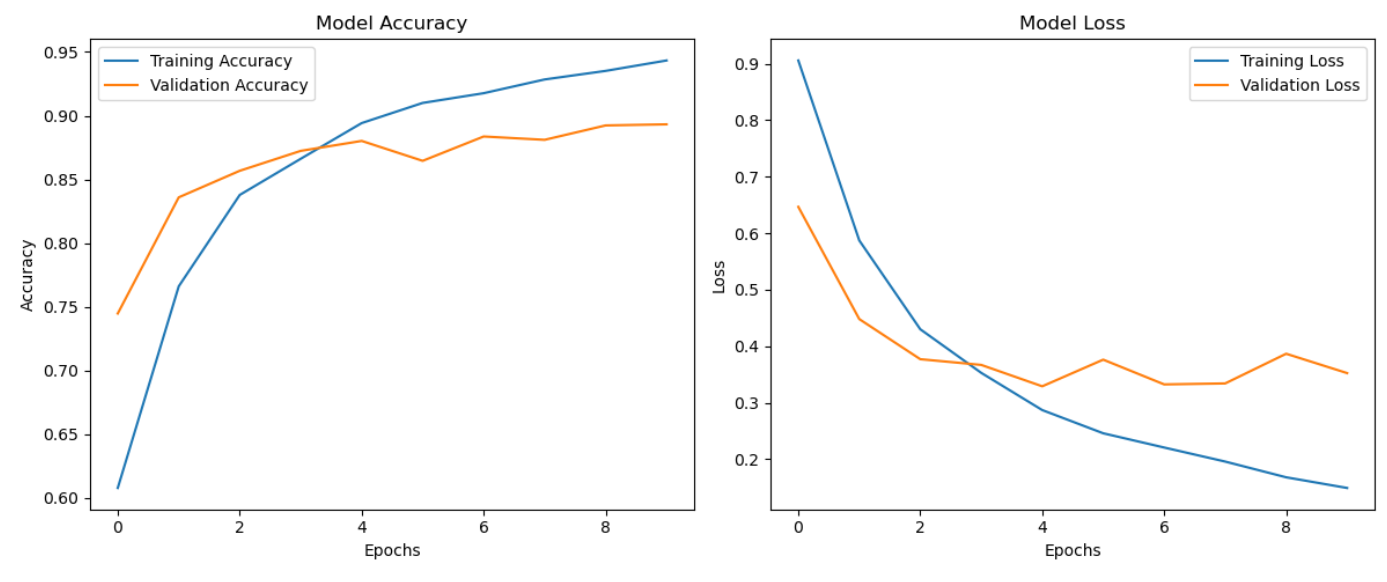 Model Accuracy
Training Accuracy
Validation Accuracy
0.95
0.90
0.85
0.80
0.75
0.70
0.65
0.60
Accuracy
0 2 4 6 8
Epochs
Model Loss
Training Loss
Validation Loss
0.9
0.8
0.7
0.6
0.5
0.4
0.3
0.2
Loss
0 2 4 6 8
Epochs